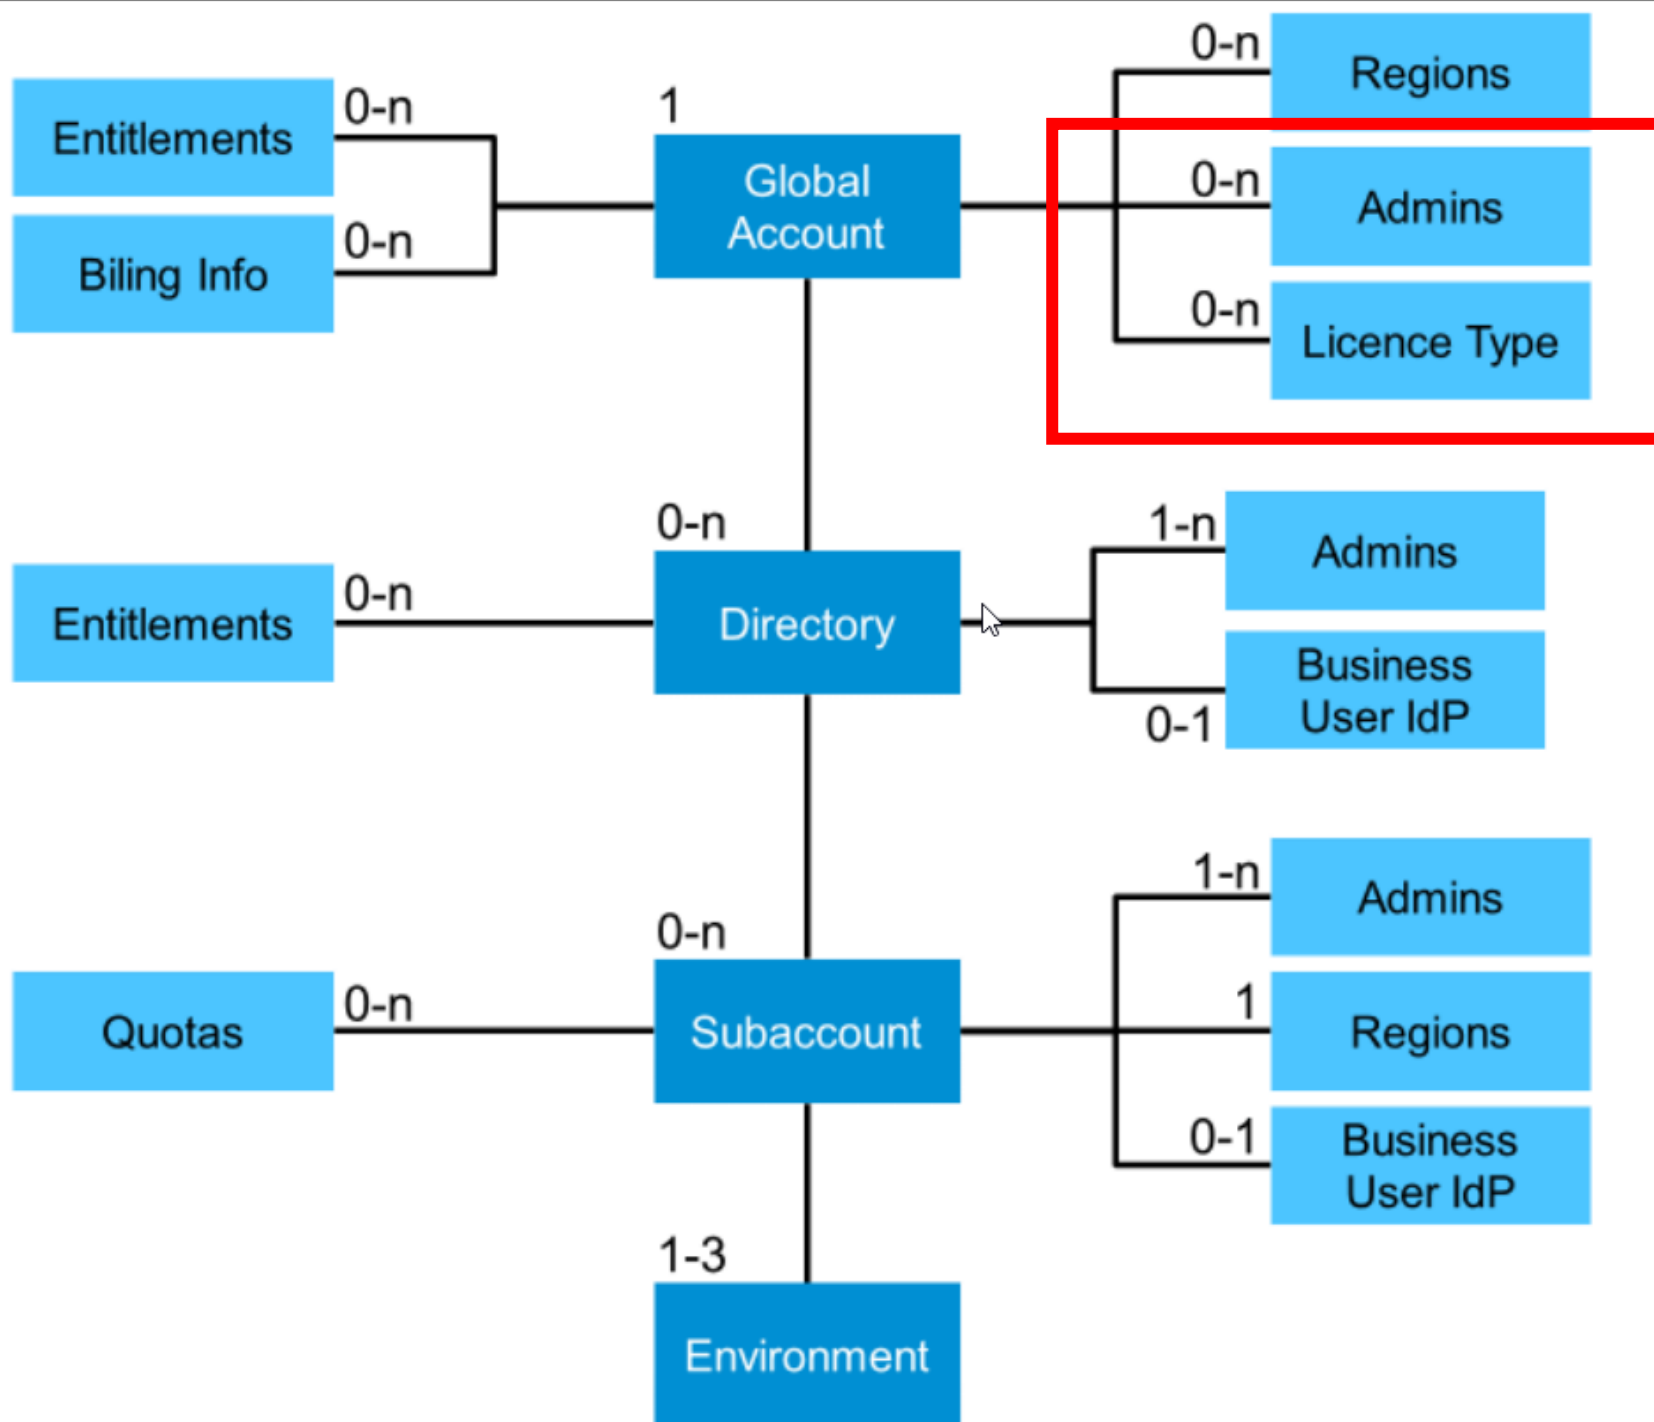 0-n
Regions
Entitlements
0-n
1
Global
Account
0-n
Admins
Biling Info
0-n
0-n
Licence Type
0-n
1-n
Admins
Entitlements
0-n
Directory
Business
User IdP
0-1
1-n
Admins
0-n
Quotas
0-n
Subaccount
1
Regions
0-1
Business
User IdP
1-3
Environment